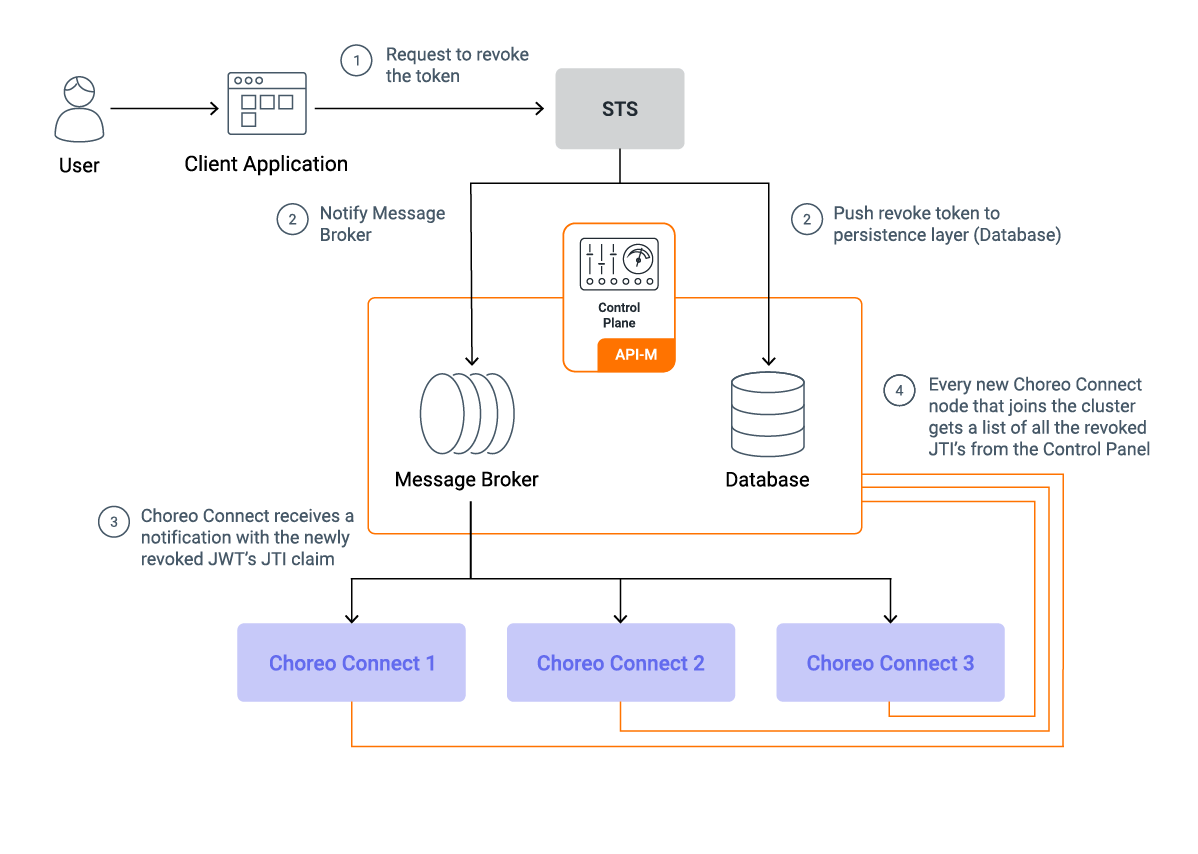 1
Request to revoke
the token
STS
User
Client Application
2
Notify Message
Broker
2
Push revoke token to
persistence layer (Database)
Control
Plane
API-M
4
Every new Choreo Connect
node that joins the cluster
gets a list of all the revoked
JTI's from the Control Panel
Message Broker
Database
3
Choreo Connect receives a
notification with the newly
revoked JWT's JTI claim
Choreo Connect 1
Choreo Connect 2
Choreo Connect 3